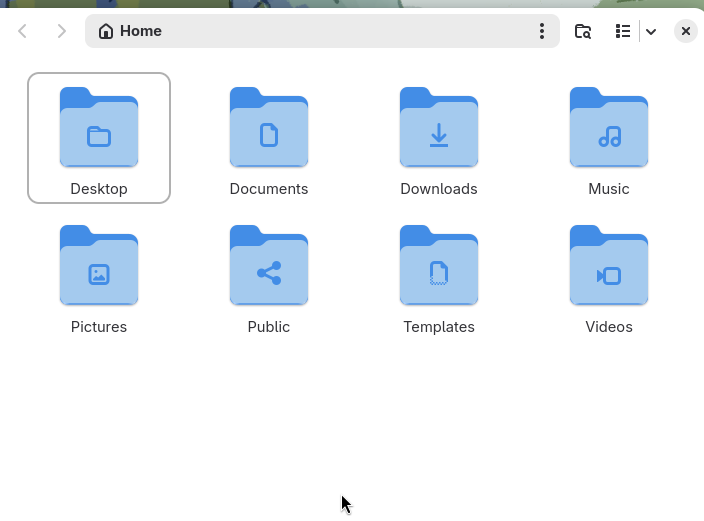 Home
Desktop
Documents
Downloads
Music
Pictures
Public
Templates
Videos